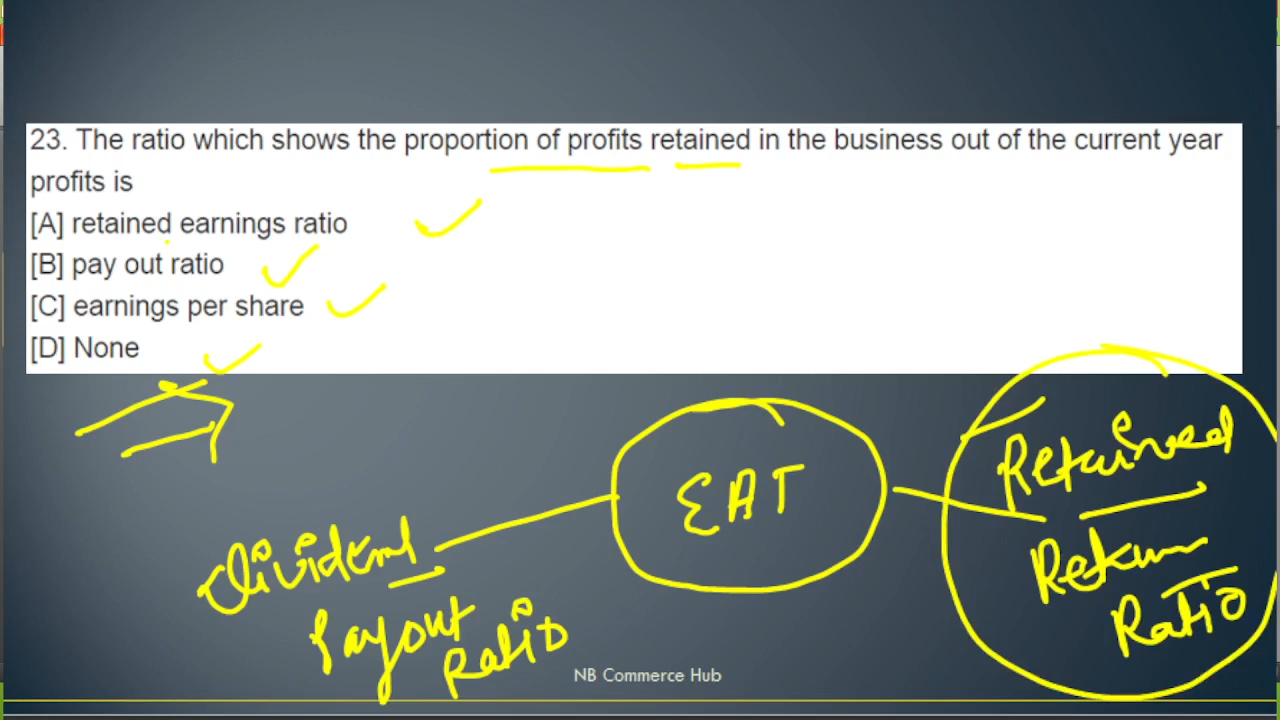 23. The ratio which shows the proportion of profits retained in the business out of the current year
profits is
[A] retained earnings ratio
[B] pay out ratio
[C] earnings per share
[D] None
EAT
Retained
Return
Ratio
Dividend
Payout
Ratio
NB Commerce Hub